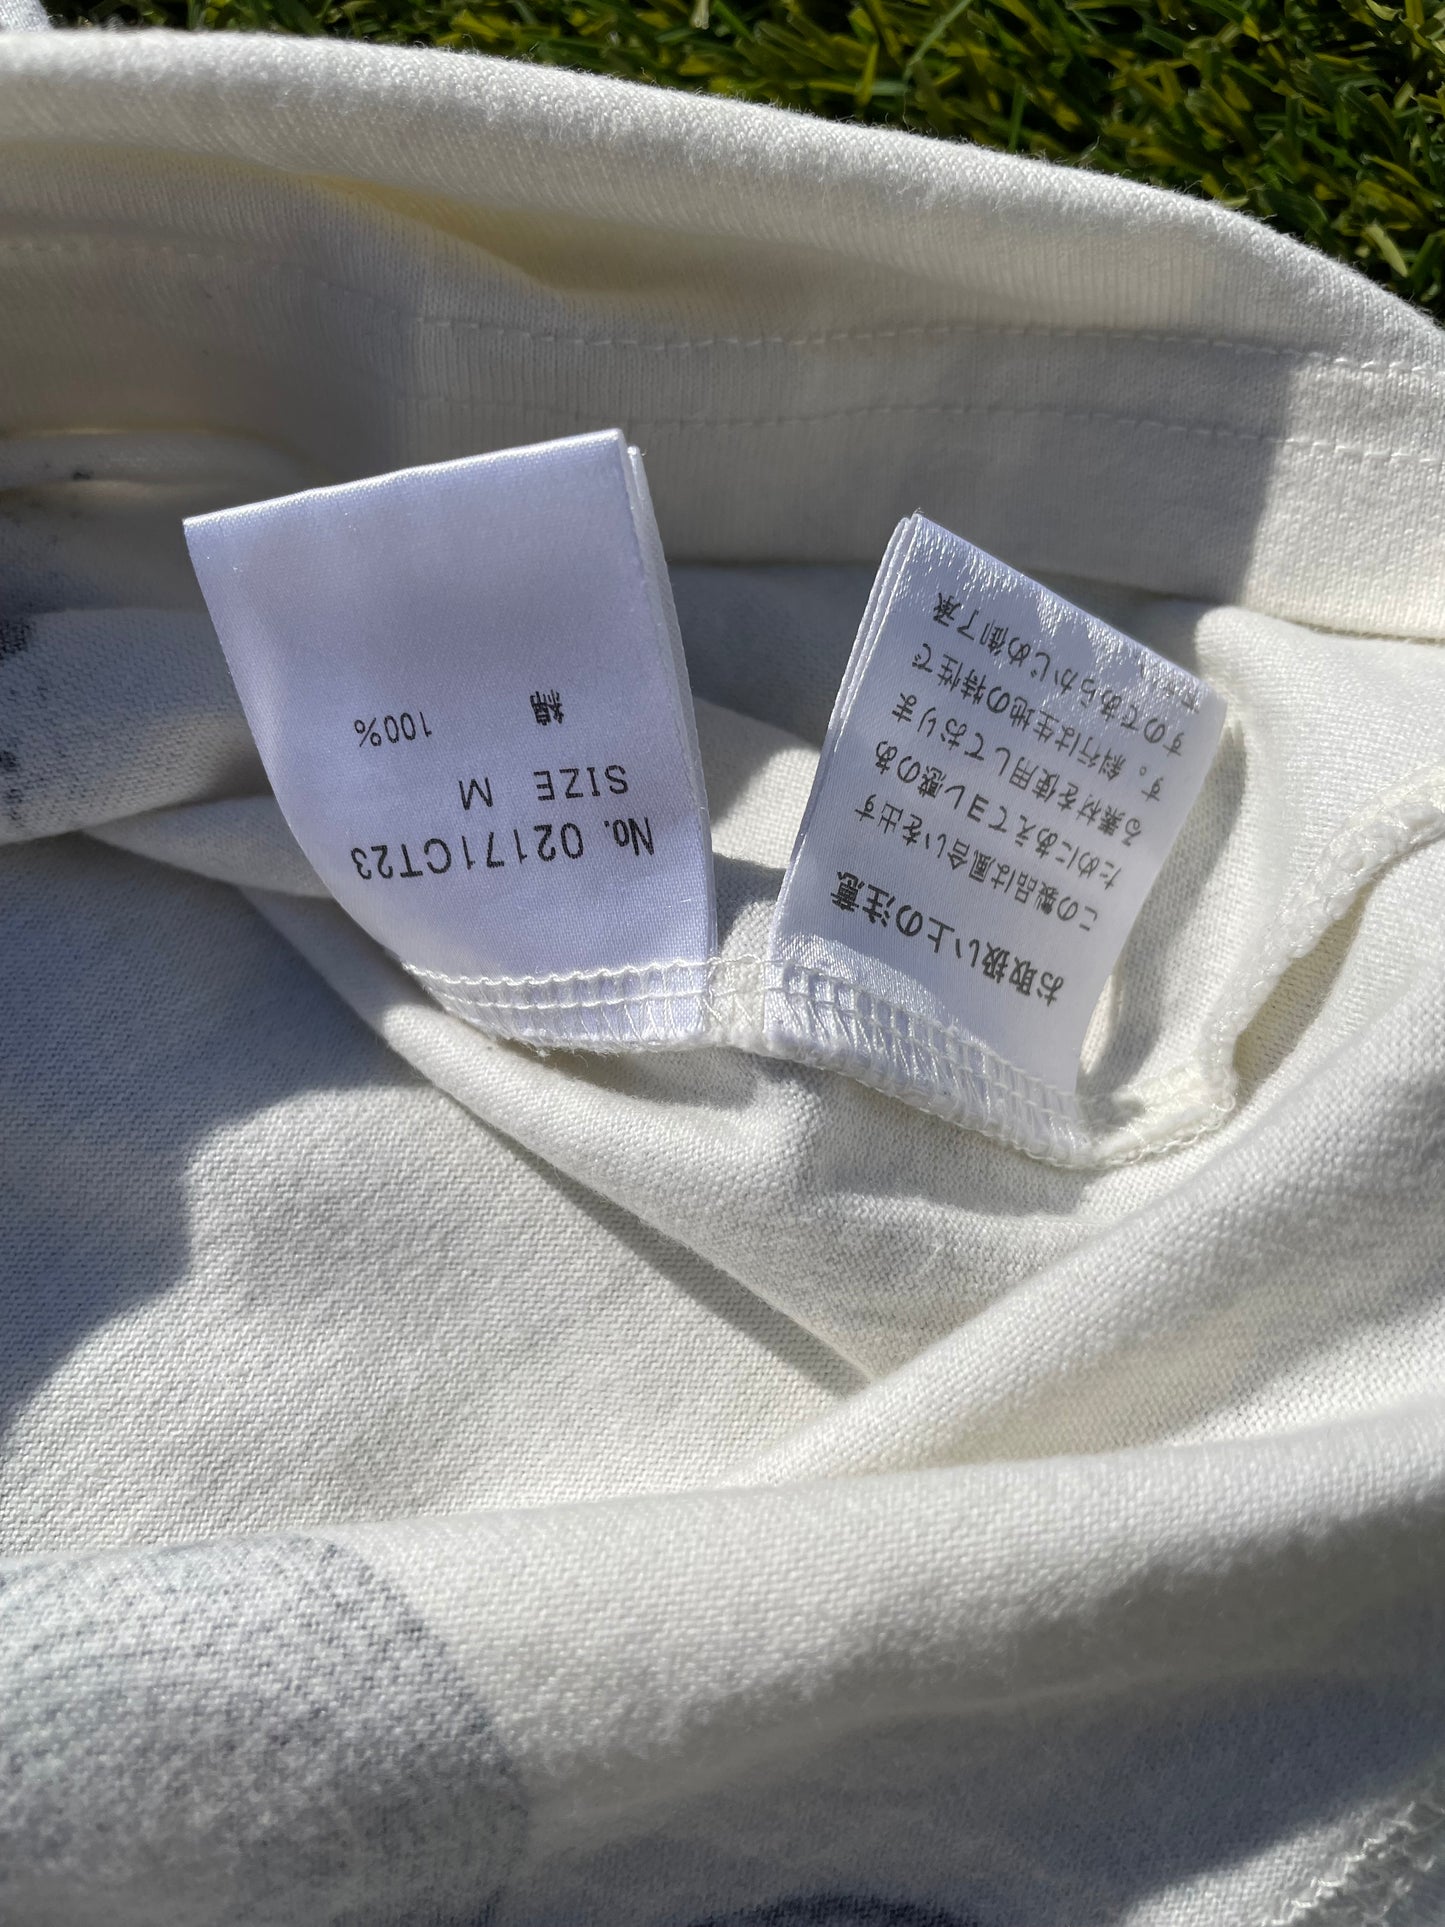 No. 02171CT23
SIZE M
綿 100%
お取扱い上の注意
この製品は風合いを出す
ためにあえてヨレ感のあ
る素材を使用しておりま
す。斜行は生地の特性で
すのであらかじめ御了承